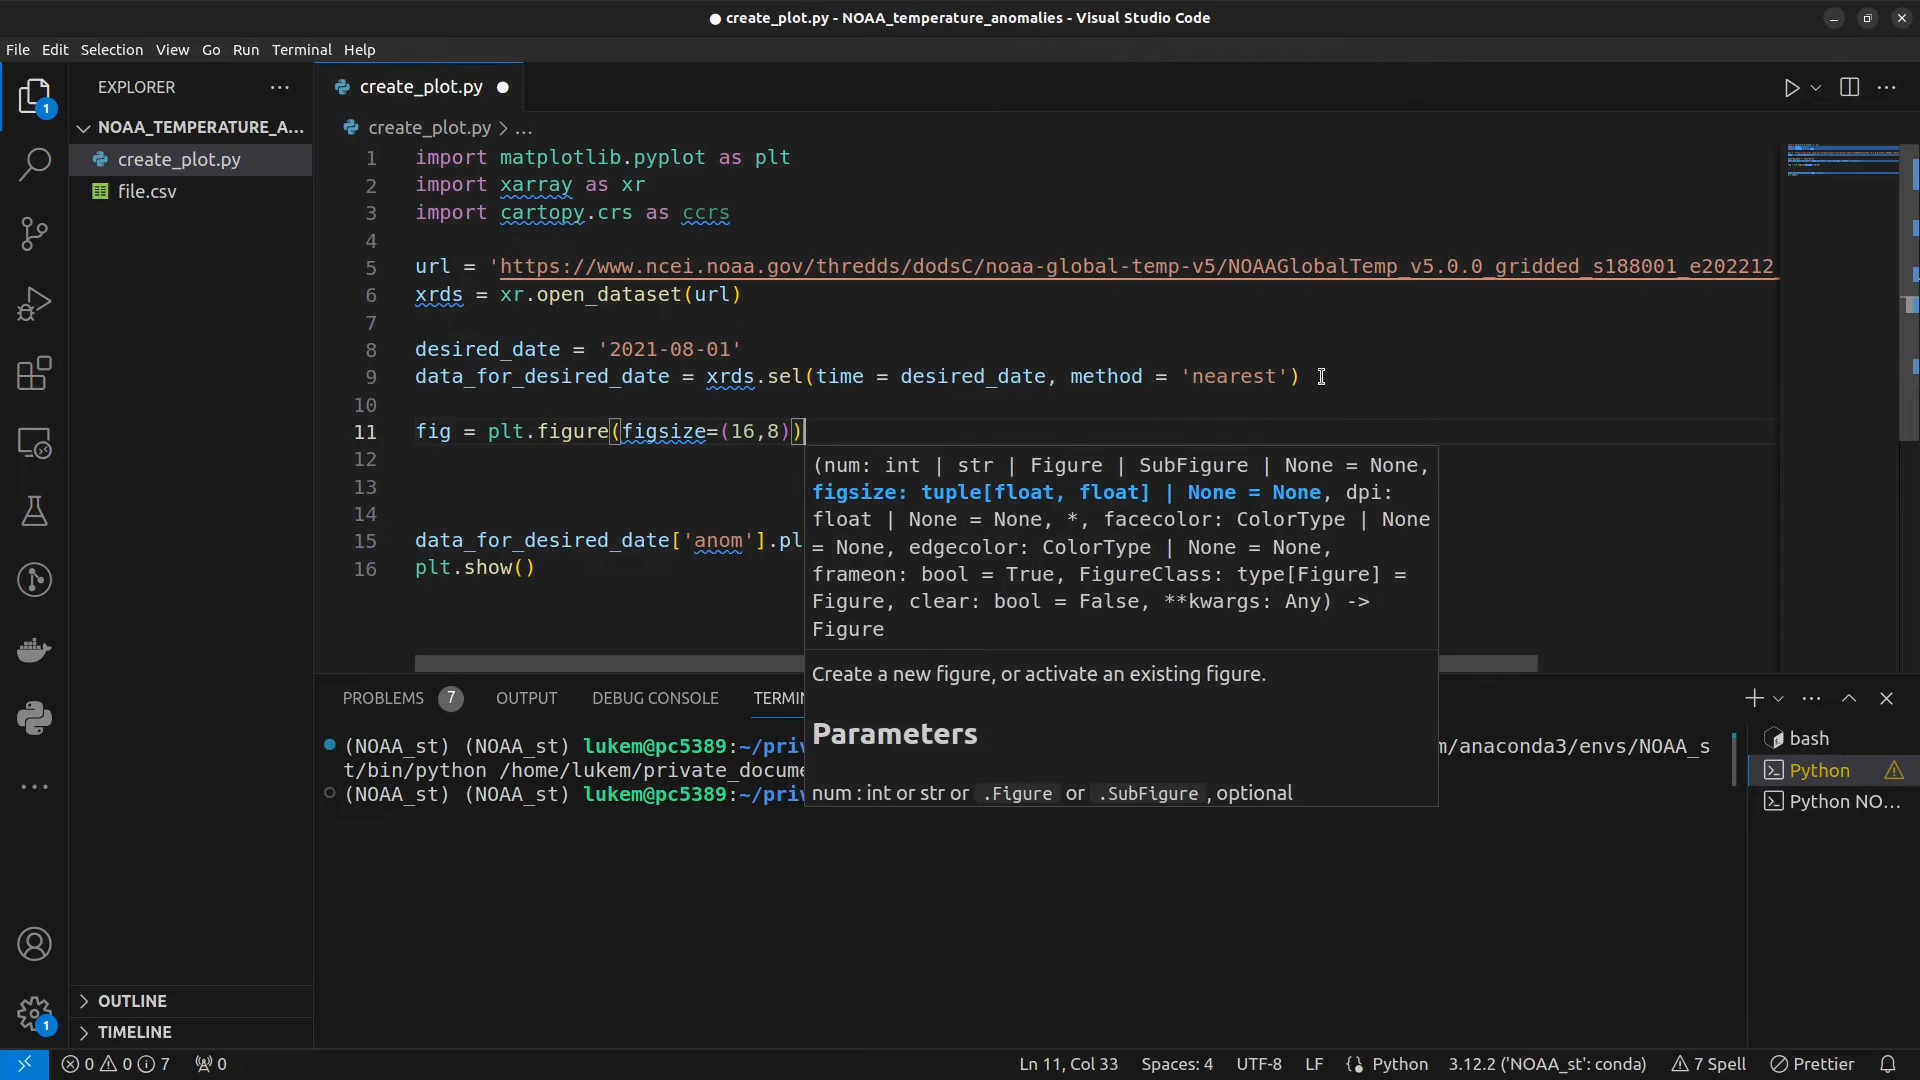 create_plot.py - NOAA_temperature_anomalies - Visual Studio Code
File Edit Selection View Go Run Terminal Help
EXPLORER
NOAA_TEMPERATURE_A...
create_plot.py
file.csv
OUTLINE
TIMELINE
1
1
create_plot.py
create_plot.py > ...
1 import matplotlib.pyplot as plt
2 import xarray as xr
3 import cartopy.crs as ccrs
4
5 url = 'https://www.ncei.noaa.gov/thredds/dodsC/noaa-global-temp-v5/NOAAGlobalTemp_v5.0.0_gridded_s188001_e202212_
6 xrds = xr.open_dataset(url)
7
8 desired_date = '2021-08-01'
9 data_for_desired_date = xrds.sel(time = desired_date, method = 'nearest')
10
11 fig = plt.figure(figsize=(16,8))
12
13
14
15 data_for_desired_date['anom'].pl
16 plt.show()
(num: int | str | Figure | SubFigure | None = None,
figsize: tuple[float, float] | None = None, dpi:
float | None = None, *, facecolor: ColorType | None
= None, edgecolor: ColorType | None = None,
frameon: bool = True, FigureClass: type[Figure] =
Figure, clear: bool = False, **kwargs: Any) ->
Figure
Create a new figure, or activate an existing figure.
Parameters
num : int or str or .Figure or .SubFigure , optional
PROBLEMS 7 OUTPUT DEBUG CONSOLE TERMIN
(NOAA_st) (NOAA_st) lukem@pc5389:~/priv m/anaconda3/envs/NOAA_s
t/bin/python /home/lukem/private_docume
(NOAA_st) (NOAA_st) lukem@pc5389:~/priv
bash
Python
Python NO...
0 0 7 0 Ln 11, Col 33 Spaces: 4 UTF-8 LF Python 3.12.2 ('NOAA_st': conda) 7 Spell Prettier